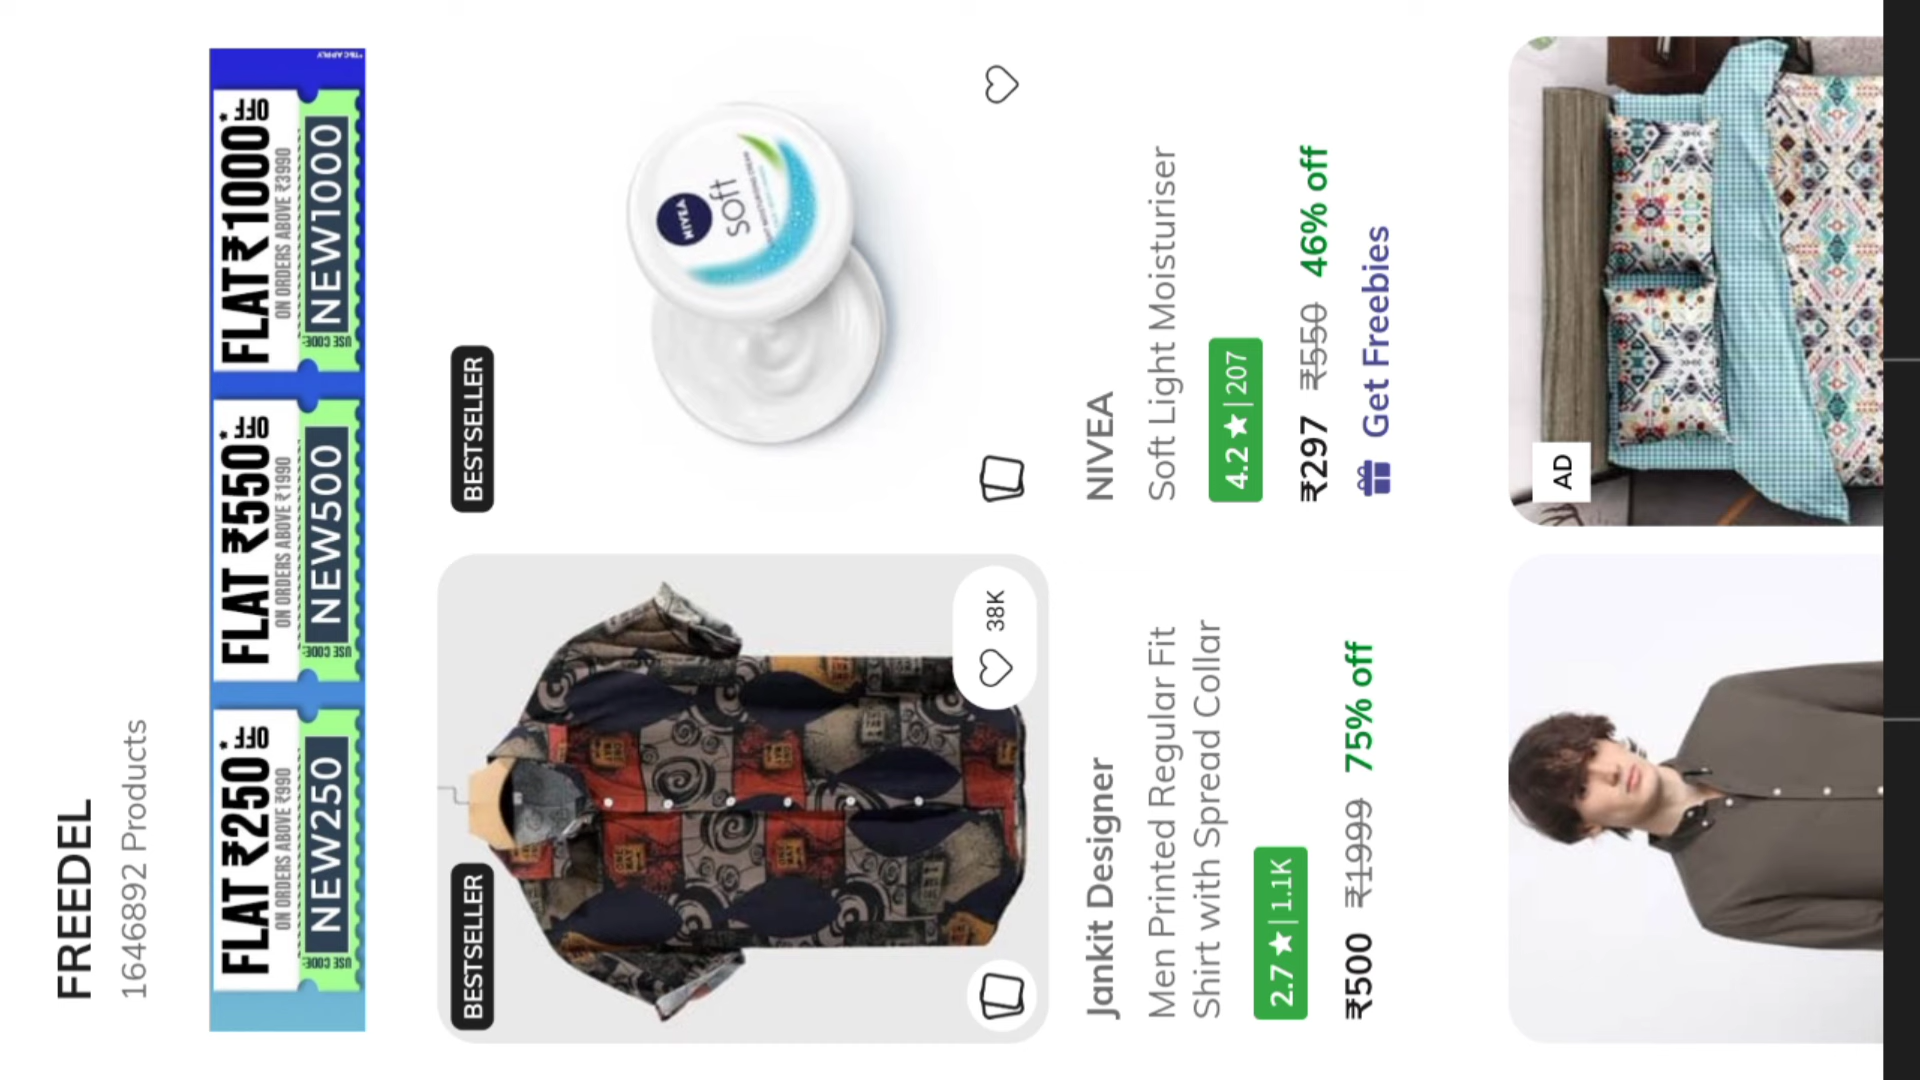 FREEDEL
1646892 Products
FLAT ₹250* OFF
ON ORDERS ABOVE ₹990
USE CODE:
NEW250
FLAT ₹550* OFF
ON ORDERS ABOVE ₹1990
USE CODE:
NEW500
FLAT ₹1000* OFF
ON ORDERS ABOVE ₹3990
USE CODE:
NEW1000
*T&C APPLY
BESTSELLER
38K
Jankit Designer
Men Printed Regular Fit
Shirt with Spread Collar
2.7 ★ | 1.1K
₹500 ₹1999 75% off
BESTSELLER
NIVEA
Soft
NIVEA
Soft Light Moisturiser
4.2 ★ | 207
₹297 ₹550 46% off
Get Freebies
AD